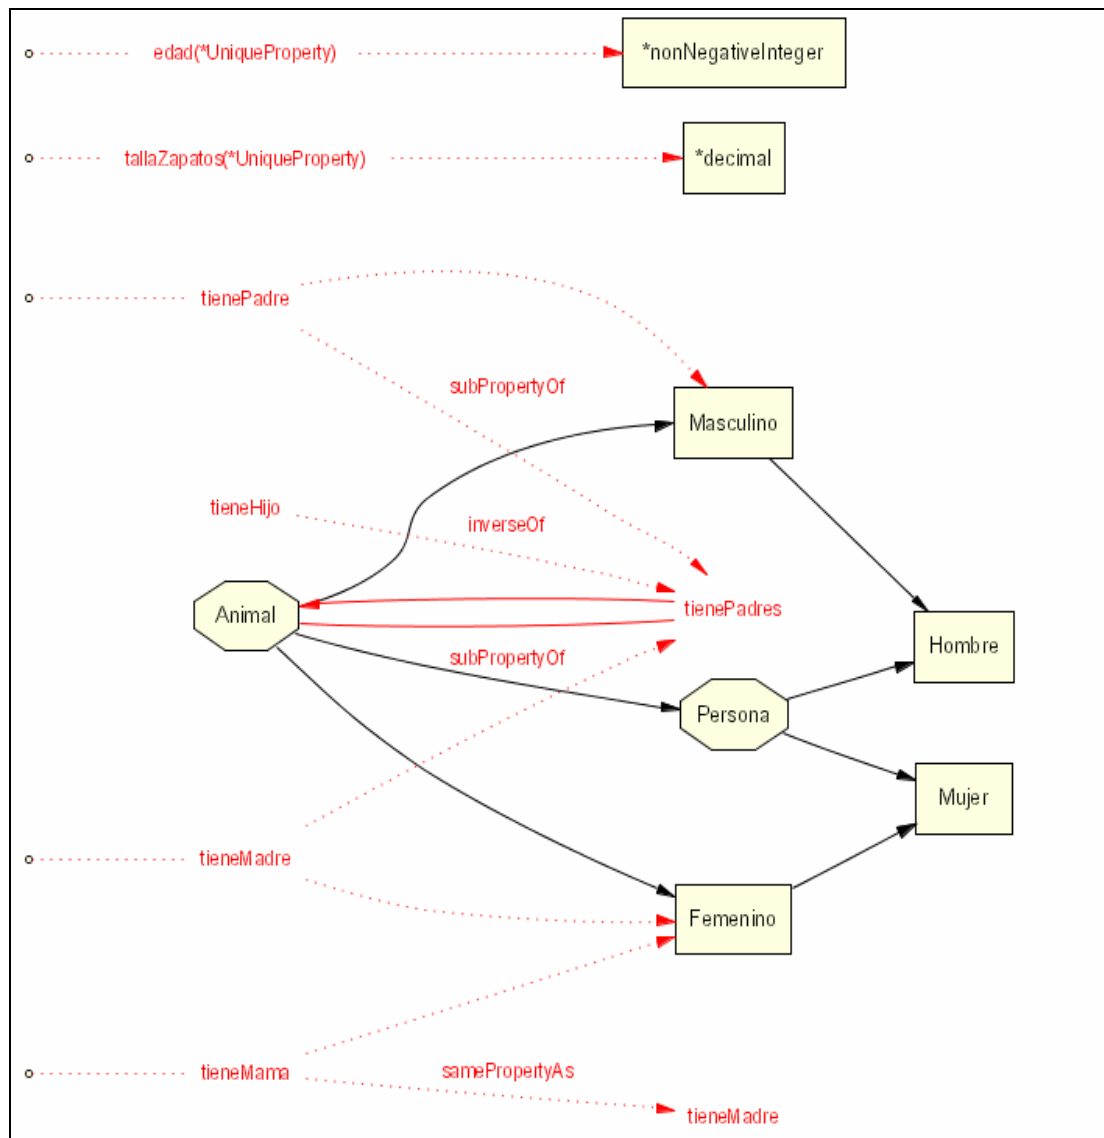 edad(*UniqueProperty)
*nonNegativeInteger
tallaZapatos(*UniqueProperty)
*decimal
tienePadre
subPropertyOf
Masculino
tieneHijo
inverseOf
Animal
tienePadres
Hombre
subPropertyOf
Persona
Mujer
tieneMadre
Femenino
tieneMama
samePropertyAs
tieneMadre